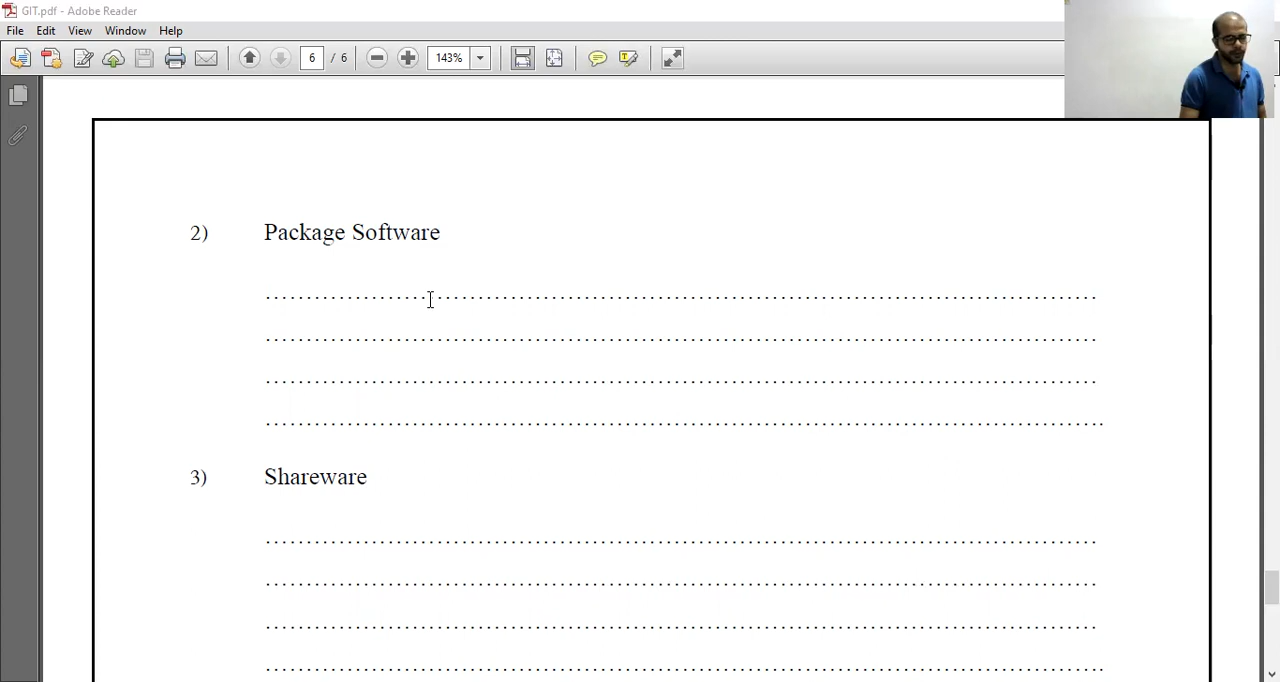 GIT.pdf - Adobe Reader
File Edit View Window Help
6 / 6 143%
2) Package Software
................................................................................................
................................................................................................
................................................................................................
.................................................................................................
3) Shareware
................................................................................................
................................................................................................
................................................................................................
.................................................................................................